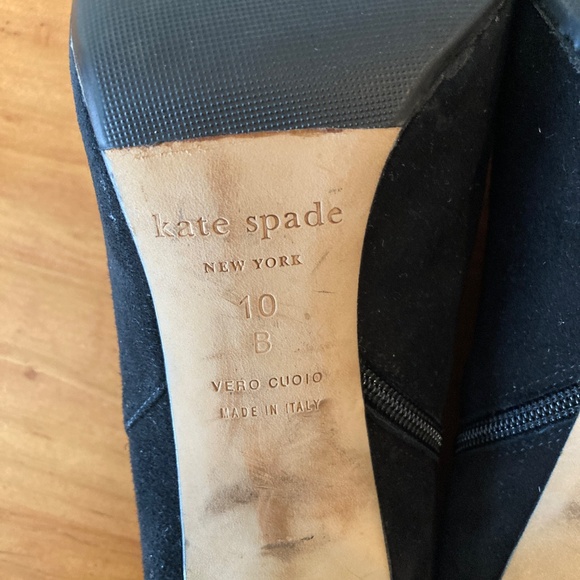 kate spade
NEW YORK
10
B
VERO CUOIO
MADE IN ITALY